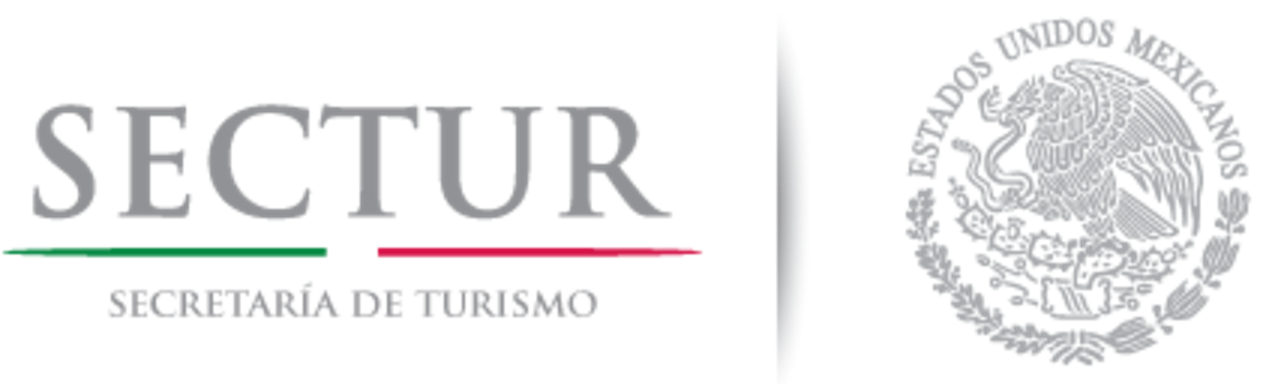 SECTUR
SECRETARÍA DE TURISMO
ESTADOS UNIDOS MEXICANOS